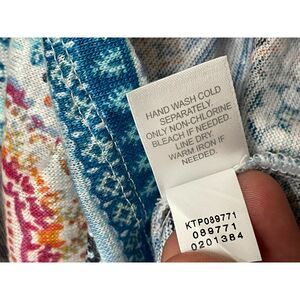 HAND WASH COLD
SEPARATELY.
ONLY NON-CHLORINE
BLEACH IF NEEDED.
LINE DRY.
WARM IRON IF
NEEDED.
KTP089771
089771
0201384